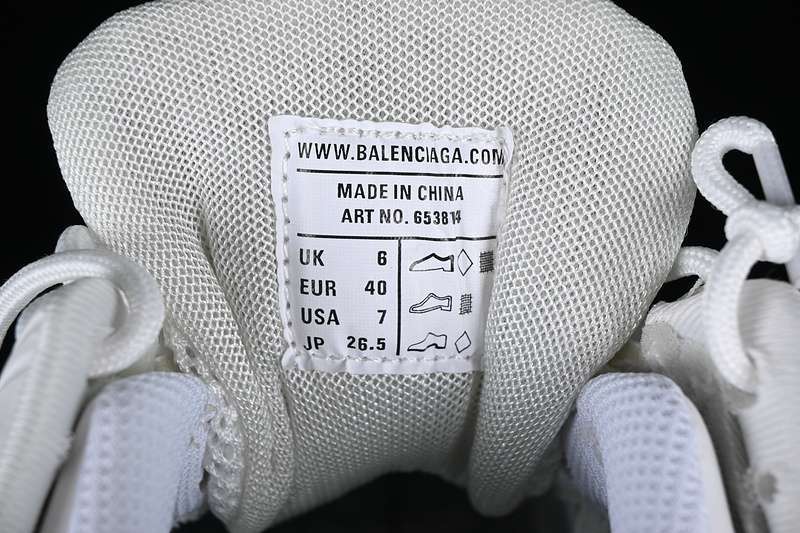 WWW.BALENCIAGA.COM
MADE IN CHINA
ART NO. 653814
UK 6
EUR 40
USA 7
JP 26.5